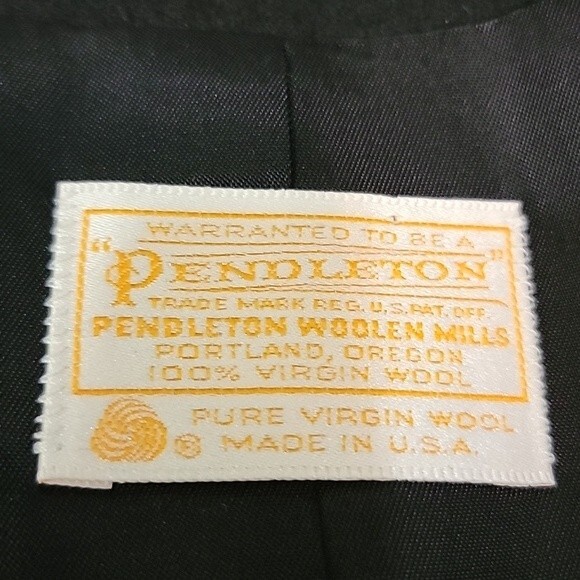 WARRANTED TO BE A
"PENDLETON"
TRADE MARK REG. U.S. PAT. OFF.
PENDLETON WOOLEN MILLS
PORTLAND, OREGON
100% VIRGIN WOOL
® PURE VIRGIN WOOL
MADE IN U.S.A.